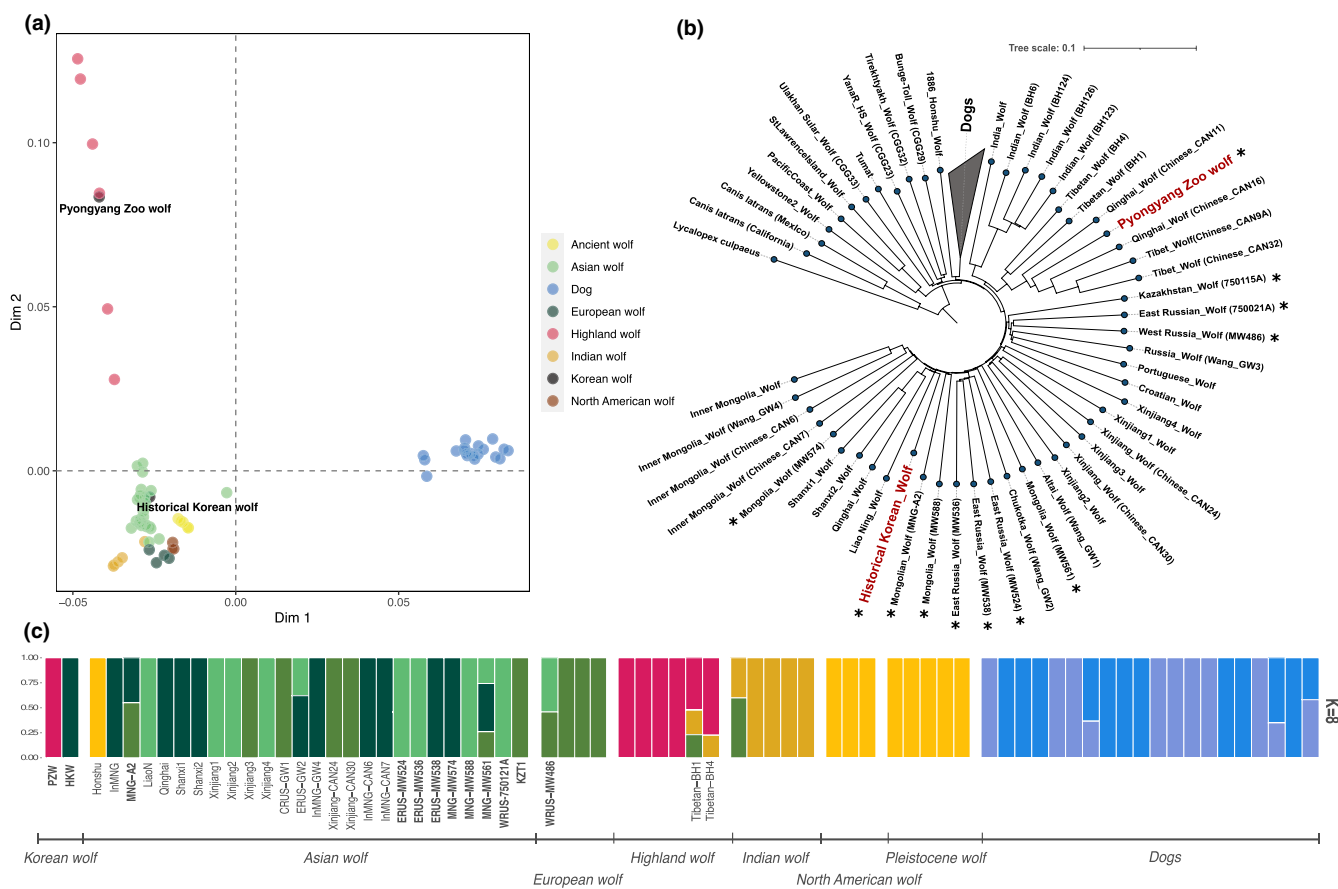 (a)
Dim 2
0.10
0.05
0.00
−0.05
0.00
0.05
Dim 1
Pyongyang Zoo wolf
Historical Korean wolf
Ancient wolf
Asian wolf
Dog
European wolf
Highland wolf
Indian wolf
Korean wolf
North American wolf
(b)
Tree scale: 0.1
Lycalopex culpaeus
Canis latrans (California)
Canis latrans (Mexico)
Yellowstone2_Wolf
PacificCoast_Wolf
StLawrenceIsland_Wolf
Ulakhan Sular_Wolf (CGG33)
Tumat
YanaR_HS_Wolf (CGG23)
Tirekhtyakh_Wolf (CGG32)
Bunge-Toll_Wolf (CGG29)
1886_Honshu_Wolf
Dogs
India_Wolf
Indian_Wolf (BH6)
Indian_Wolf (BH124)
Indian_Wolf (BH126)
Indian_Wolf (BH123)
Tibetan_Wolf (BH4)
Tibetan_Wolf (BH1)
Qinghai_Wolf (Chinese_CAN11)
Pyongyang Zoo wolf *
Qinghai_Wolf (Chinese_CAN16)
Tibet_Wolf(Chinese_CAN9A)
Tibet_Wolf (Chinese_CAN32)
Kazakhstan_Wolf (750115A) *
East Russian_Wolf (750021A) *
West Russia_Wolf (MW486) *
Russia_Wolf (Wang_GW3)
Portuguese_Wolf
Croatian_Wolf
Xinjiang4_Wolf
Xinjiang1_Wolf
Xinjiang_Wolf (Chinese_CAN24)
Xinjiang3_Wolf
Xinjiang_Wolf (Chinese_CAN30)
Xinjiang2_Wolf
Altai_Wolf (Wang_GW1)
Mongolia_Wolf (MW561) *
Chukotka_Wolf (Wang_GW2)
East Russia_Wolf (MW524) *
East Russia_Wolf (MW538) *
East Russia_Wolf (MW536) *
Mongolia_Wolf (MW588) *
Mongolian_Wolf (MNG-A2) *
* Historical Korean_Wolf
Liao Ning_Wolf
Qinghai_Wolf
Shanxi2_Wolf
Shanxi1_Wolf
* Mongolia_Wolf (MW574)
Inner Mongolia_Wolf (Chinese_CAN7)
Inner Mongolia_Wolf (Chinese_CAN6)
Inner Mongolia_Wolf (Wang_GW4)
Inner Mongolia_Wolf
(c)
1.00
0.75
0.50
0.25
0.00
K=8
PZW
HKW
Honshu
InMNG
MNG−A2
LiaoN
Qinghai
Shanxi1
Shanxi2
Xinjiang1
Xinjiang2
Xinjiang3
Xinjiang4
CRUS−GW1
ERUS−GW2
InMNG−GW4
Xinjiang−CAN24
Xinjiang−CAN30
InMNG−CAN6
InMNG−CAN7
ERUS−MW524
ERUS−MW536
ERUS−MW538
MNG−MW574
MNG−MW588
MNG−MW561
WRUS-750121A
KZT1
WRUS−MW486
Tibetan−BH1
Tibetan−BH4
Korean wolf
Asian wolf
European wolf
Highland wolf
Indian wolf
North American wolf
Pleistocene wolf
Dogs